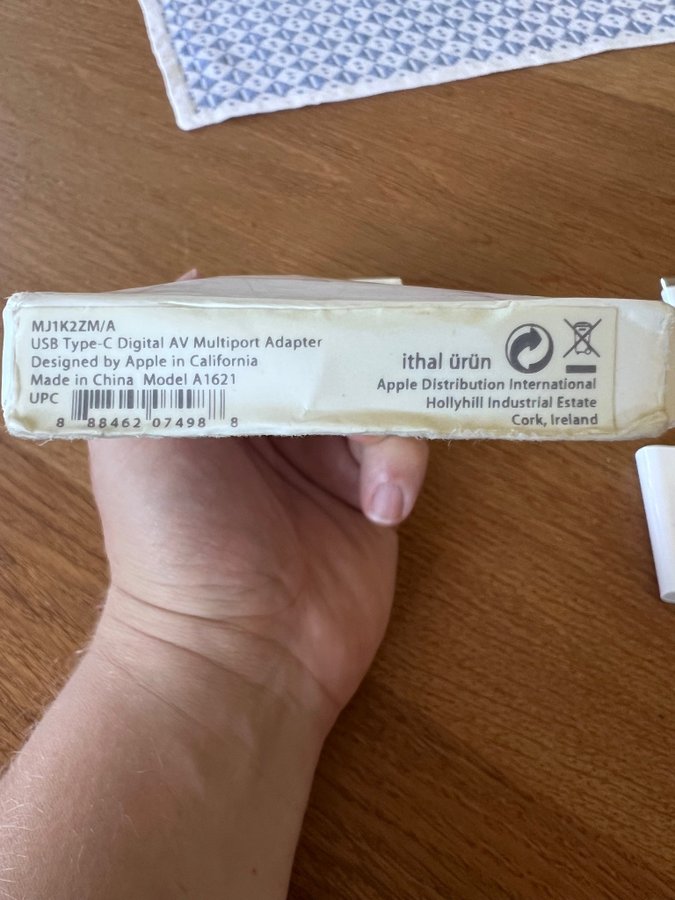 MJ1K2ZM/A
USB Type-C Digital AV Multiport Adapter
Designed by Apple in California
Made in China Model A1621
UPC
8 88462 07498 8
ithal ürün
Apple Distribution International
Hollyhill Industrial Estate
Cork, Ireland